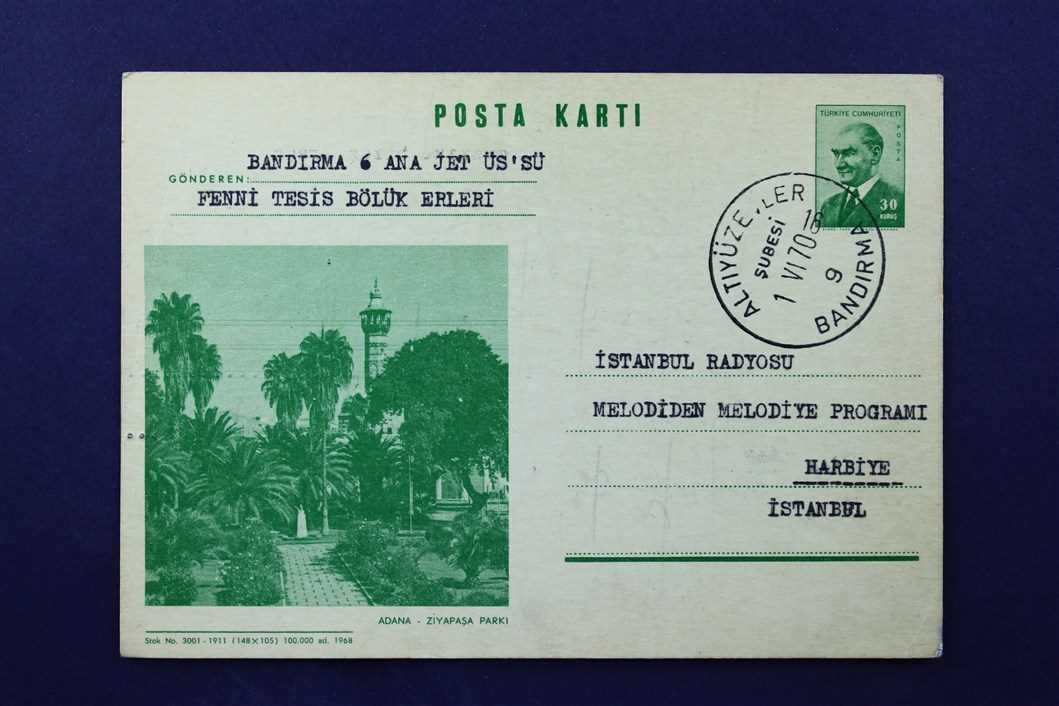 POSTA KARTI
TÜRKİYE CUMHURİYETİ
POSTA
30
KURUŞ
BANDIRMA 6 ANA JET ÜS'SÜ
GÖNDEREN:
FENNİ TESİS BÖLÜK ERLERİ
ŞUBESİ
1 VI 70
9
BANDIRMA
İSTANBUL RADYOSU
MELODİDEN MELODİYE PROGRAMI
HARBİYE
İSTANBUL
ADANA - ZİYAPAŞA PARKI
Stok No. 3001-1911 (148×105) 100.000 ad. 1968